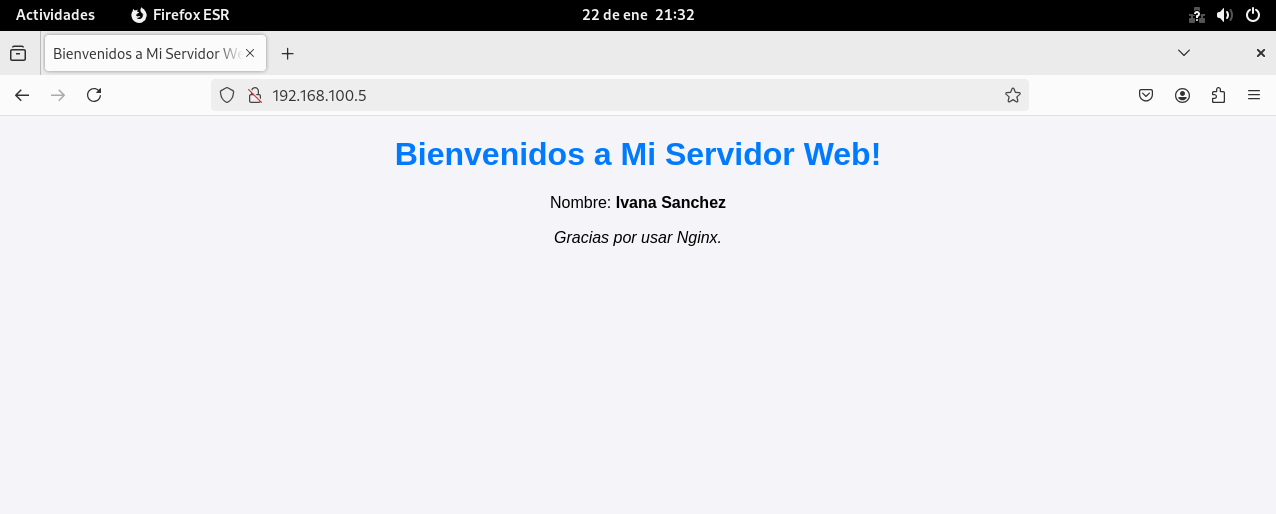 Actividades Firefox ESR 22 de ene 21:32
Bienvenidos a Mi Servidor We
192.168.100.5
Bienvenidos a Mi Servidor Web!
Nombre: Ivana Sanchez
Gracias por usar Nginx.